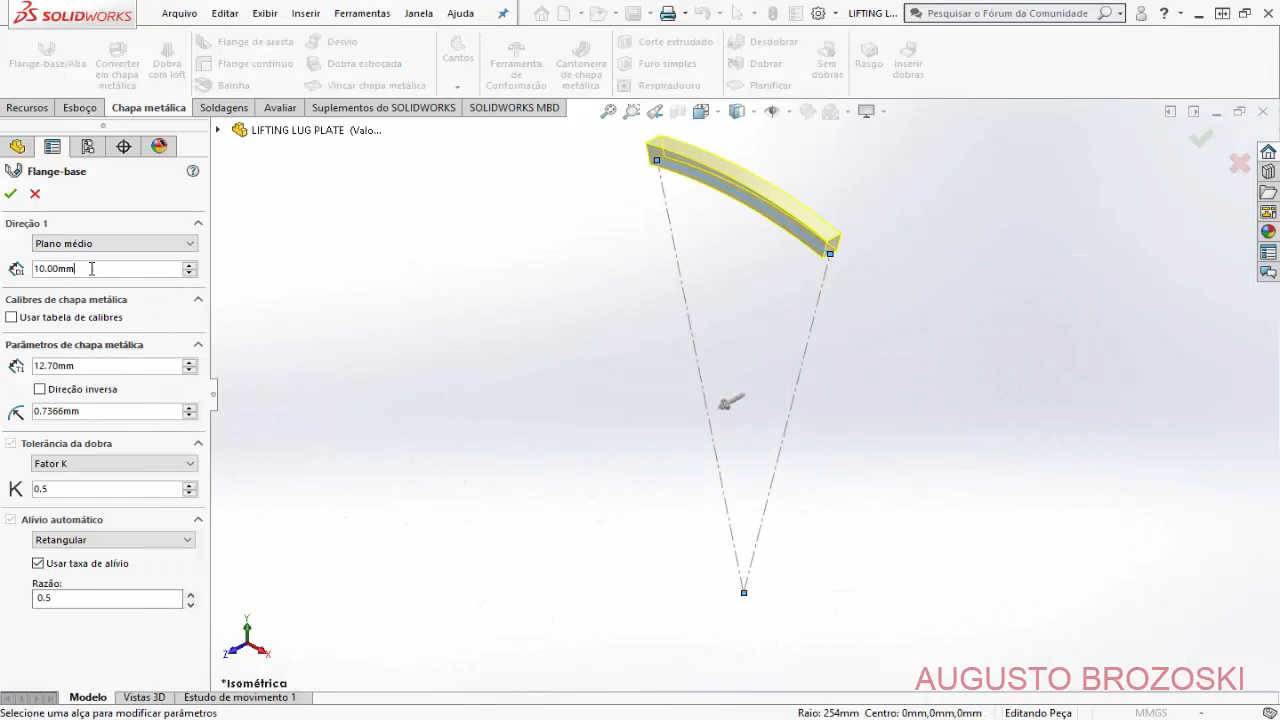 SOLIDWORKS
Arquivo Editar Exibir Inserir Ferramentas Janela Ajuda
LIFTING L...
Pesquisar o Fórum da Comunidade
Flange-base/Aba
Converter em chapa metálica
Dobra com loft
Flange de aresta
Flange contínuo
Bainha
Desvio
Dobra esbocada
Vincar chapa metálica
Cantos
Ferramenta de Conformação
Cantoneira de chapa metálica
Corte extrudado
Furo simples
Respiradouro
Desdobrar
Dobrar
Planificar
Sem dobras
Rasgo
Inserir dobras
Recursos Esboço Chapa metálica Soldagens Avaliar Suplementos do SOLIDWORKS SOLIDWORKS MBD
LIFTING LUG PLATE (Valo...
Flange-base
Direção 1
Plano médio
D1
10.00mm
Calibres de chapa metálica
Usar tabela de calibres
Parâmetros de chapa metálica
T1
12.70mm
Direção inversa
0.7366mm
Tolerância da dobra
Fator K
K
0.5
Alívio automático
Retangular
Usar taxa de alívio
Razão:
0.5
Y
Z
X
*Isométrica
AUGUSTO BROZOSKI
Modelo Vistas 3D Estudo de movimento 1
Selecione uma alça para modificar parâmetros
Raio: 254mm Centro: 0mm,0mm,0mm
Editando Peça
MMGS
-